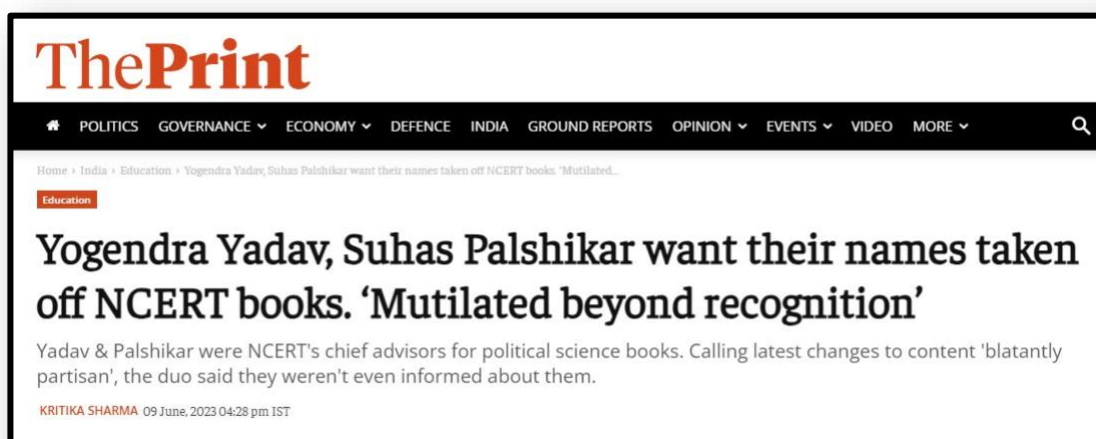 ThePrint
POLITICS GOVERNANCE ECONOMY DEFENCE INDIA GROUND REPORTS OPINION EVENTS VIDEO MORE
Home › India › Education › Yogendra Yadav, Suhas Palshikar want their names taken off NCERT books. ‘Mutilated...
Education
Yogendra Yadav, Suhas Palshikar want their names taken
off NCERT books. ‘Mutilated beyond recognition’
Yadav & Palshikar were NCERT's chief advisors for political science books. Calling latest changes to content 'blatantly
partisan', the duo said they weren't even informed about them.
KRITIKA SHARMA 09 June, 2023 04:28 pm IST